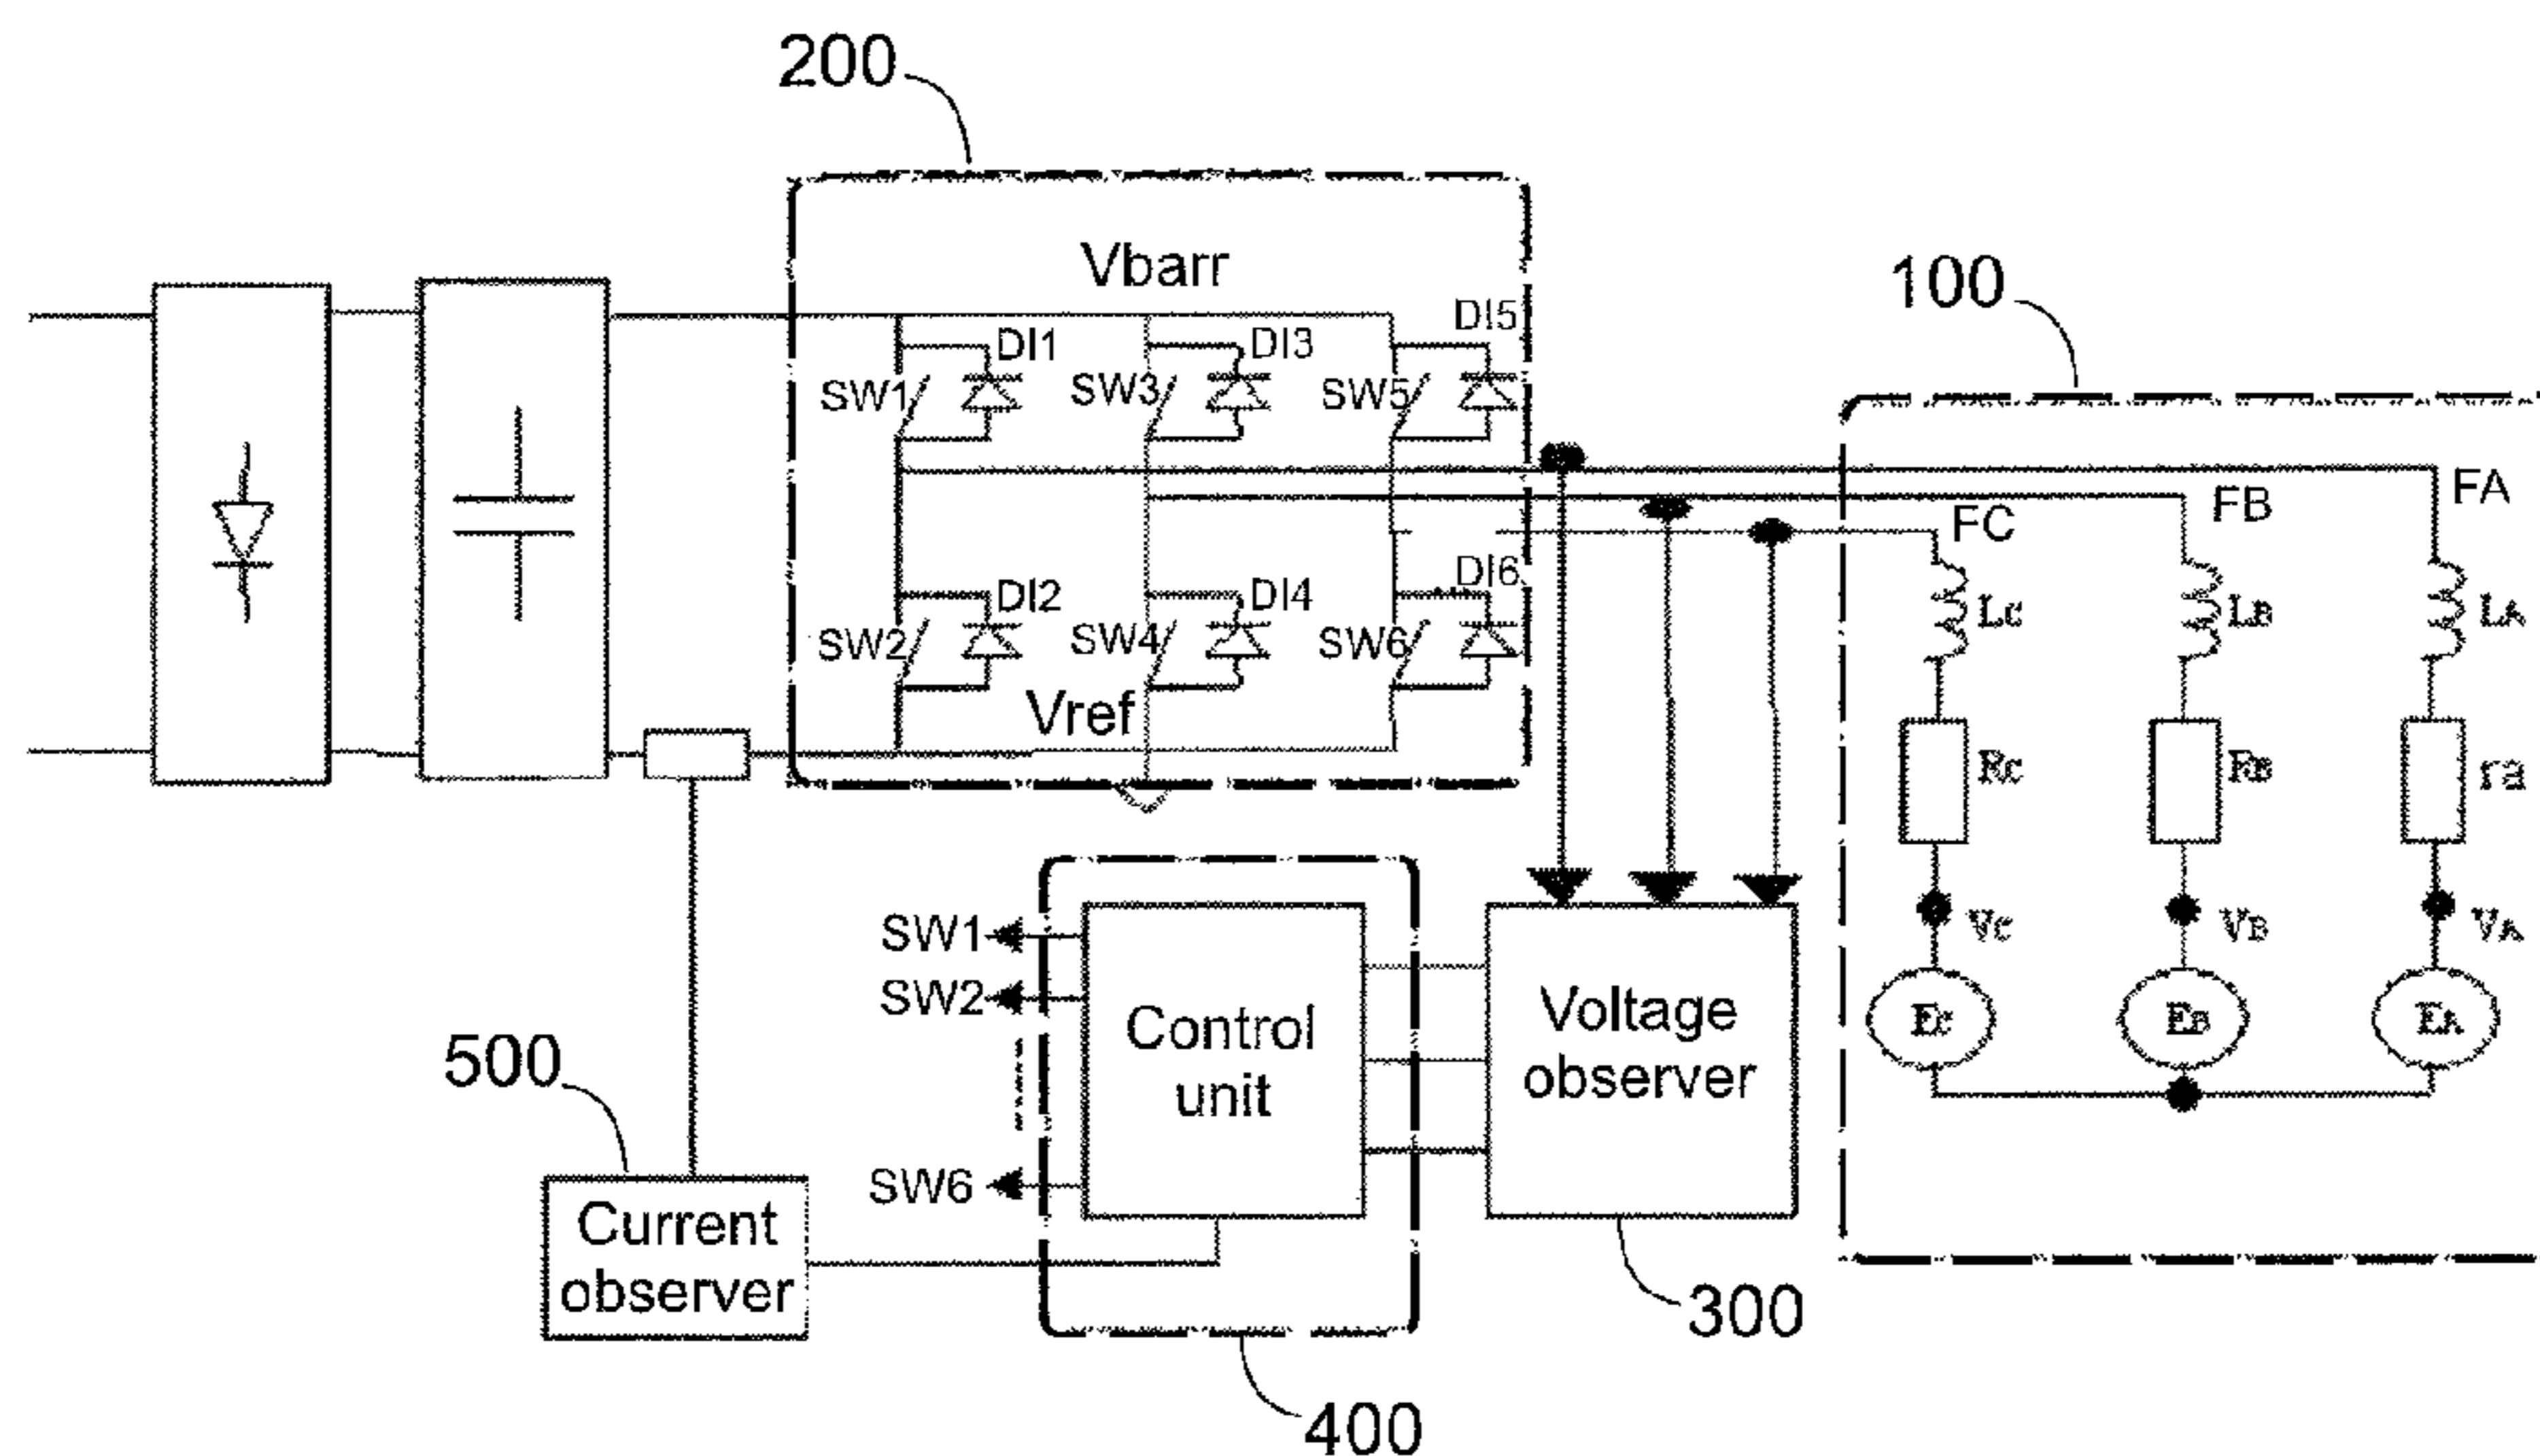 200
Vbarr
100
DI1
DI3
DI5
SW1
SW3
SW5
FA
FB
FC
DI2
DI4
DI6
SW2
SW4
SW6
LC
LB
LA
Vref
RC
RB
ra
SW1
VC
VB
VA
SW2
Control
unit
Voltage
observer
EC
EB
EA
500
SW6
Current
observer
300
400